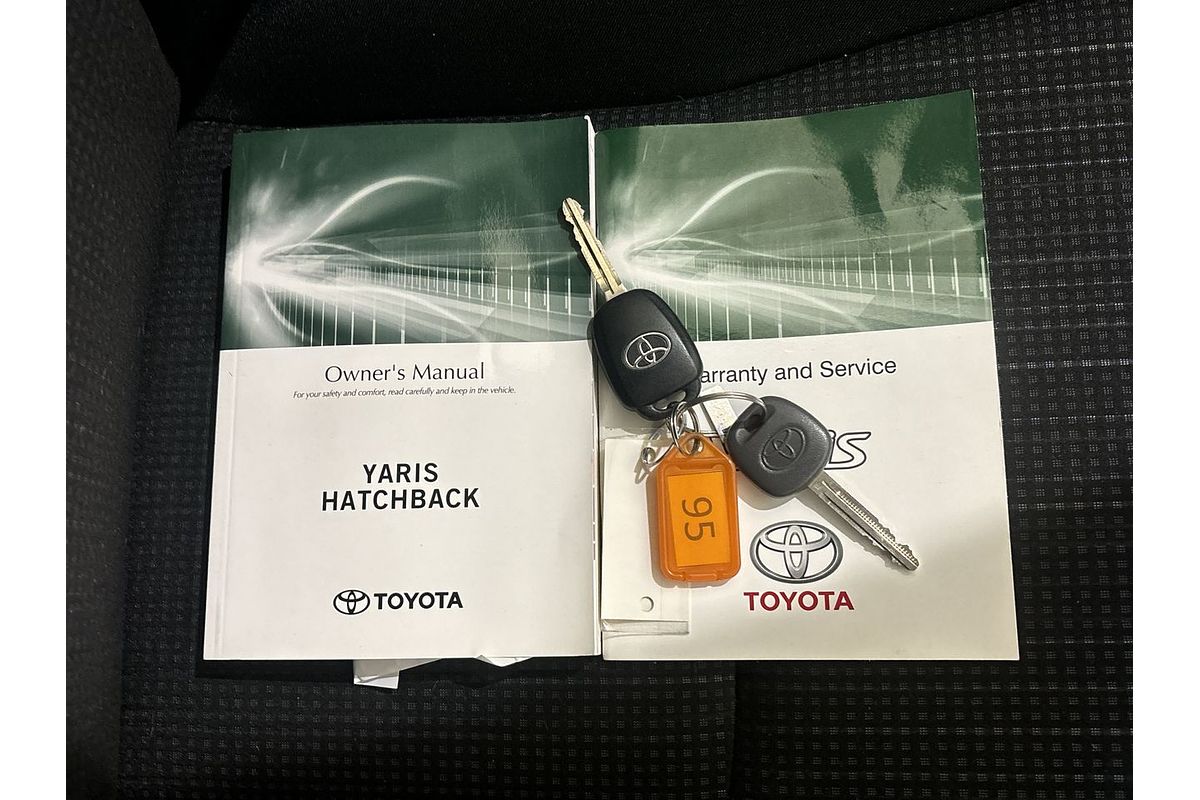 Owner's Manual
For your safety and comfort, read carefully and keep in the vehicle.
YARIS
HATCHBACK
TOYOTA
arranty and Service
IS
95
TOYOTA